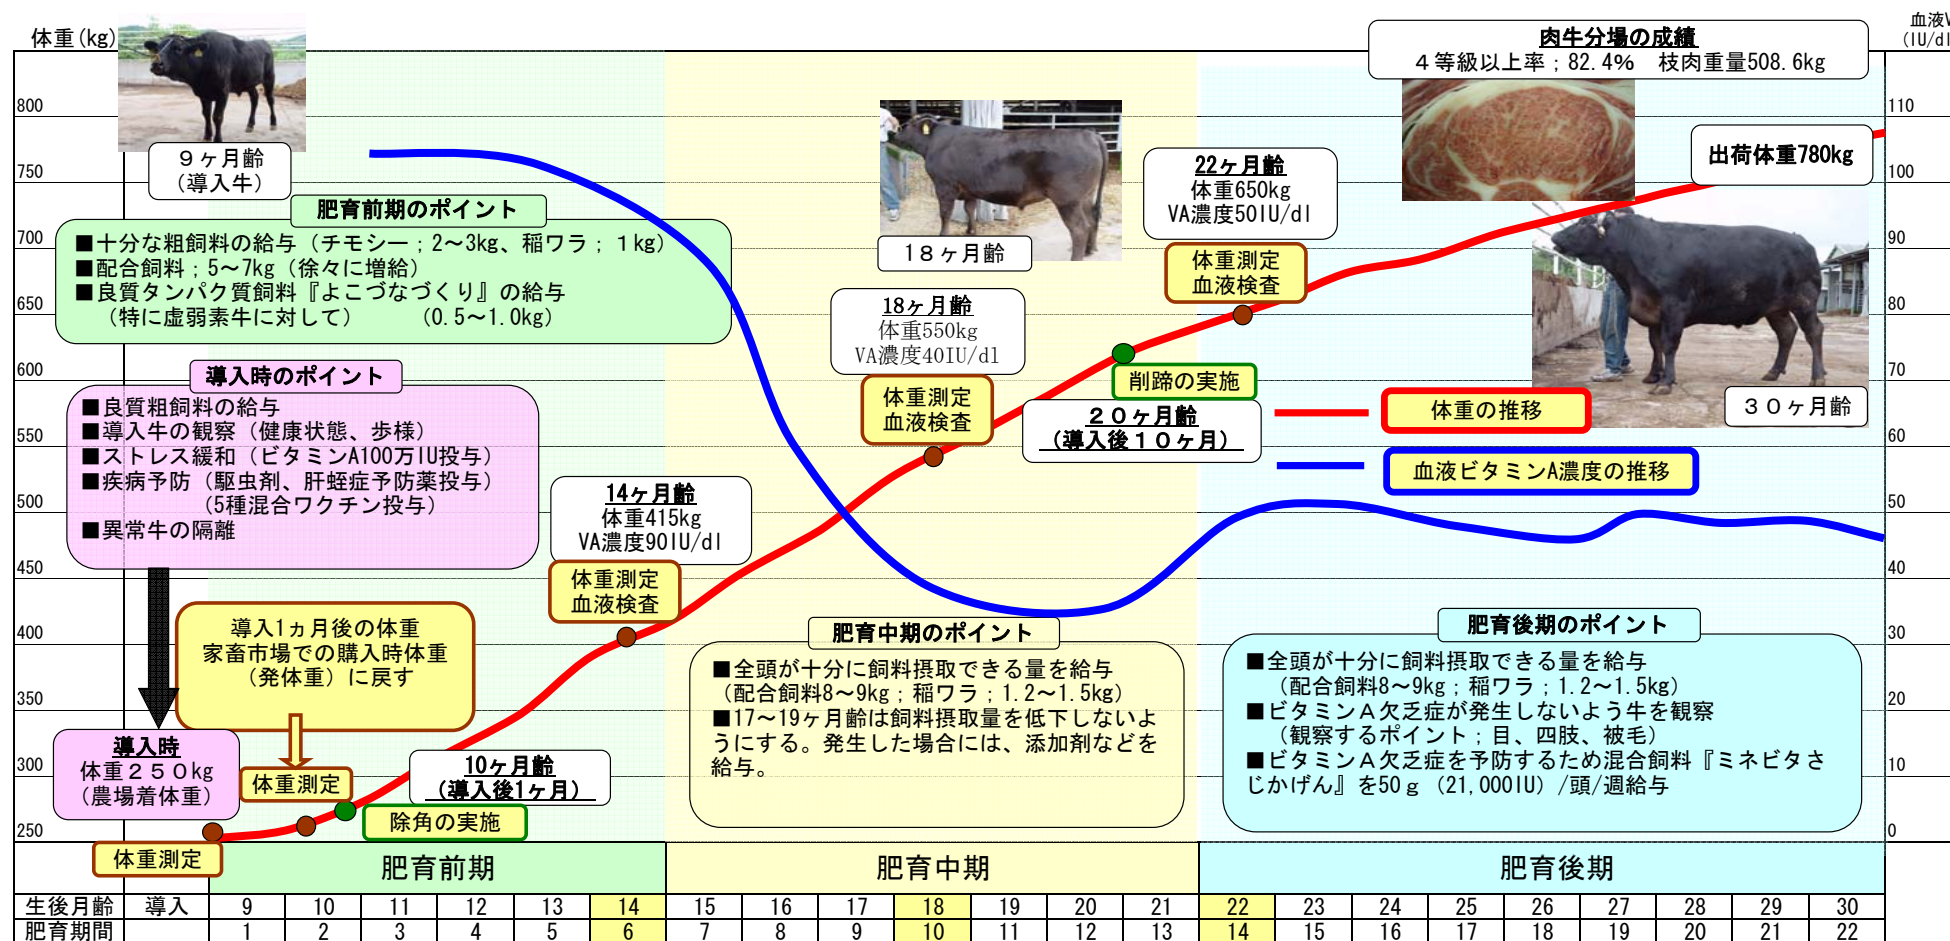 体重(kg)
血液V
(IU/dl
肉牛分場の成績
４等級以上率；82.4%　枝肉重量508.6kg
800
750
700
650
600
550
500
450
400
350
300
250
110
100
90
80
70
60
50
40
30
20
10
0
９ヶ月齢
（導入牛）
肥育前期のポイント
■十分な粗飼料の給与（チモシー；2～3kg、稲ワラ；１kg）
■配合飼料；5～7kg（徐々に増給）
■良質タンパク質飼料『よこづなづくり』の給与
（特に虚弱素牛に対して）　　（0.5～1.0kg）
導入時のポイント
■良質粗飼料の給与
■導入牛の観察（健康状態、歩様）
■ストレス緩和（ビタミンA100万IU投与）
■疾病予防（駆虫剤、肝蛭症予防薬投与）
（5種混合ワクチン投与）
■異常牛の隔離
導入1ヵ月後の体重
家畜市場での購入時体重
（発体重）に戻す
導入時
体重２５０kg
（農場着体重）
体重測定
体重測定
10ヶ月齢
（導入後1ヶ月）
除角の実施
14ヶ月齢
体重415kg
VA濃度90IU/dl
体重測定
血液検査
18ヶ月齢
体重550kg
VA濃度40IU/dl
体重測定
血液検査
１８ヶ月齢
22ヶ月齢
体重650kg
VA濃度50IU/dl
体重測定
血液検査
削蹄の実施
２０ヶ月齢
（導入後１０ヶ月）
出荷体重780kg
３０ヶ月齢
体重の推移
血液ビタミンA濃度の推移
肥育中期のポイント
■全頭が十分に飼料摂取できる量を給与
（配合飼料8～9kg；稲ワラ；1.2～1.5kg）
■17～19ヶ月齢は飼料摂取量を低下しないよ
うにする。発生した場合には、添加剤などを
給与。
肥育後期のポイント
■全頭が十分に飼料摂取できる量を給与
（配合飼料8～9kg；稲ワラ；1.2～1.5kg）
■ビタミンＡ欠乏症が発生しないよう牛を観察
（観察するポイント；目、四肢、被毛）
■ビタミンＡ欠乏症を予防するため混合飼料『ミネビタさ
じかげん』を50ｇ（21,000IU）/頭/週給与
肥育前期　肥育中期　肥育後期
生後月齢　導入　9　10　11　12　13　14　15　16　17　18　19　20　21　22　23　24　25　26　27　28　29　30
肥育期間　1　2　3　4　5　6　7　8　9　10　11　12　13　14　15　16　17　18　19　20　21　22